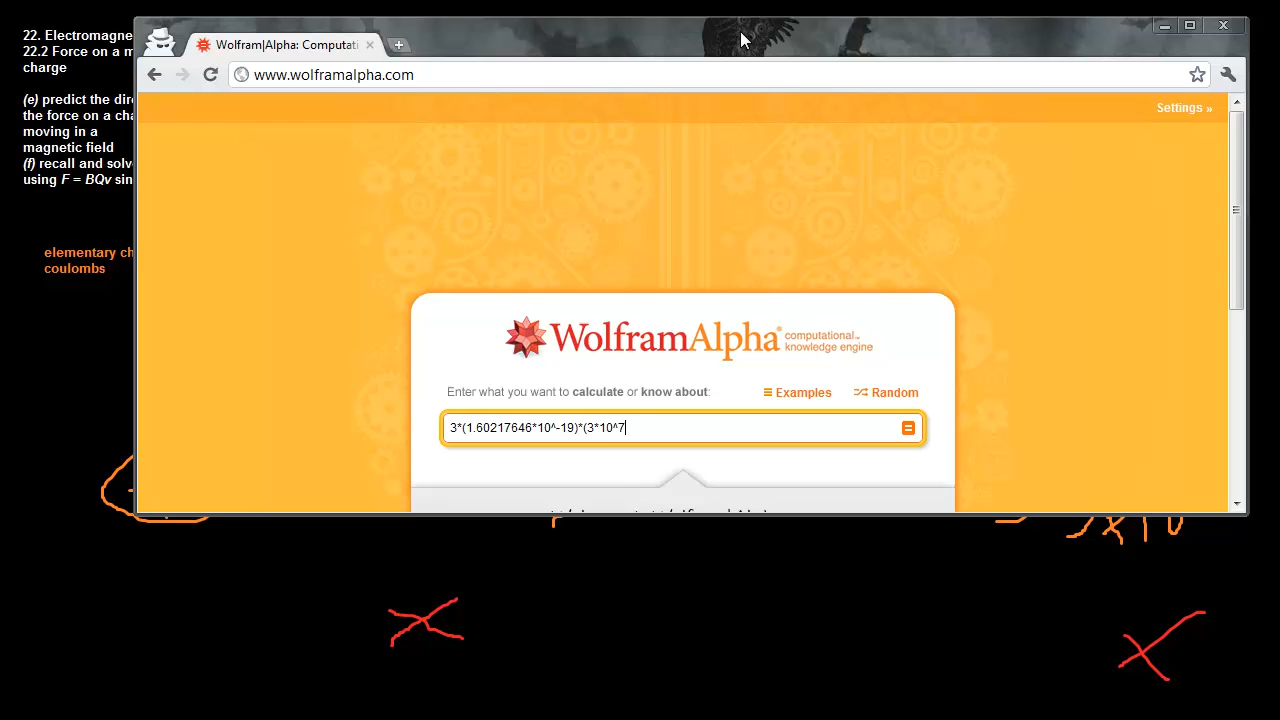 22. Electromagne
22.2 Force on a m
charge
(e) predict the dire
the force on a cha
moving in a
magnetic field
(f) recall and solv
using F = BQv sin
elementary ch
coulombs
Wolfram|Alpha: Computati
www.wolframalpha.com
Settings »
WolframAlpha computational
knowledge engine
Enter what you want to calculate or know about:
Examples
Random
3*(1.60217646*10^-19)*(3*10^7
3x10